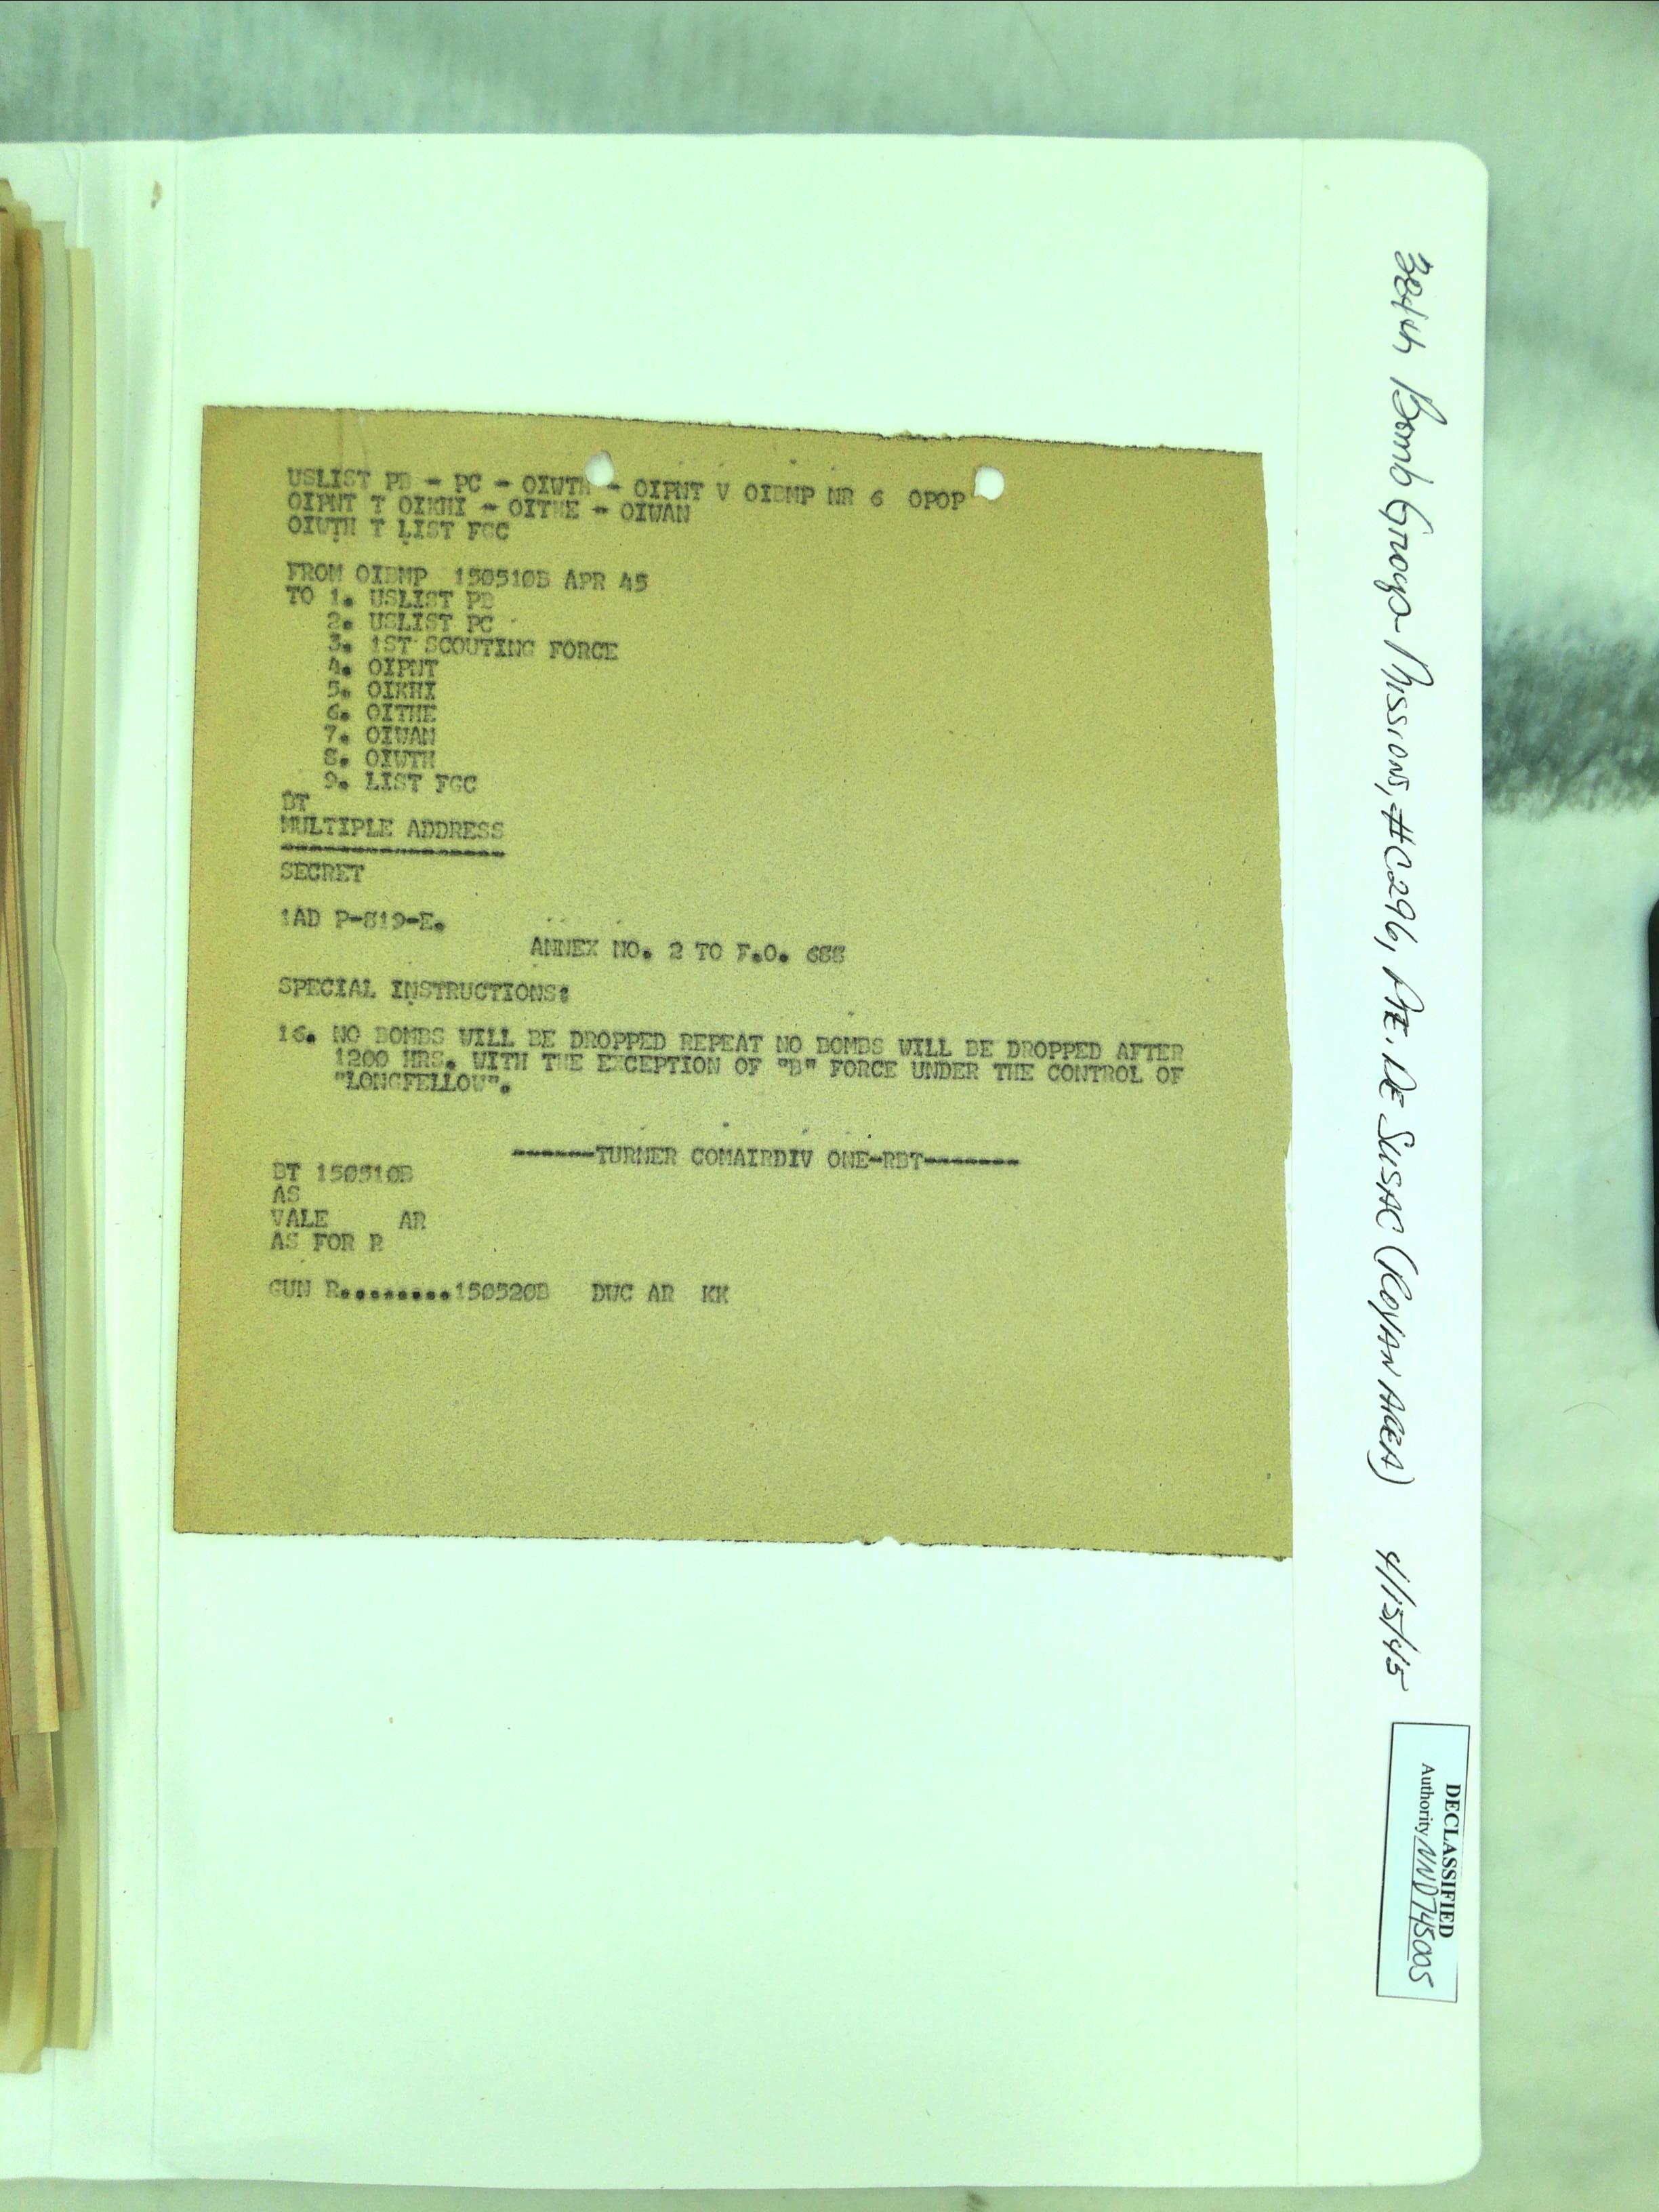 USLIST PB - PC - OIWTH - OIPNT V OIBMP NR 6 OPOP
OIPNT T OIKHI - OITHE - OIWAN
OIWTH T LIST FGC
FROM OIBMP 150510B APR 45
TO 1. USLIST PB
2. USLIST PC
3. 1ST SCOUTING FORCE
4. OIPNT
5. OIKHI
6. OITHE
7. OIWAN
8. OIWTH
9. LIST FGC
BT
MULTIPLE ADDRESS
----------------
SECRET
1AD P-819-E.
ANNEX NO. 2 TO F.O. 688
SPECIAL INSTRUCTIONS:
16. NO BOMBS WILL BE DROPPED REPEAT NO BOMBS WILL BE DROPPED AFTER
1200 HRS. WITH THE EXCEPTION OF "B" FORCE UNDER THE CONTROL OF
"LONGFELLOW".
------TURNER COMAIRDIV ONE-RBT-------
BT 150510B
AS
VALE AR
AS FOR R
GUN R.........150520B DWC AR KK
384th Bomb Group Missions, #C296, Pte. De Susac (Royan Area) 4/15/45
DECLASSIFIED
Authority NND745005